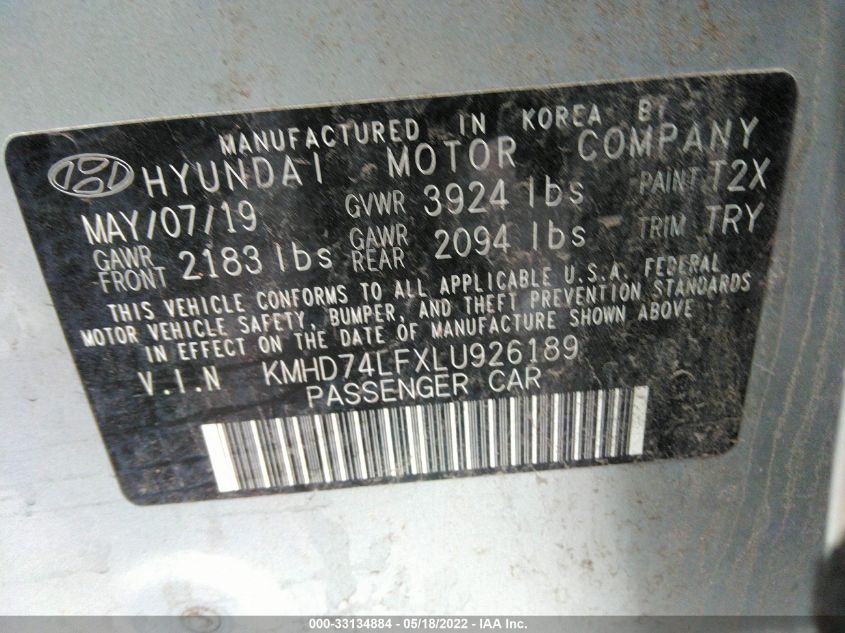 MANUFACTURED IN KOREA BY
HYUNDAI MOTOR COMPANY
MAY/07/19 GVWR 3924 lbs PAINT T2X
GAWR FRONT 2183 lbs GAWR REAR 2094 lbs TRIM TRY
THIS VEHICLE CONFORMS TO ALL APPLICABLE U.S.A. FEDERAL
MOTOR VEHICLE SAFETY, BUMPER, AND THEFT PREVENTION STANDARDS
IN EFFECT ON THE DATE OF MANUFACTURE SHOWN ABOVE
V.I.N KMHD74LFXLU926189
PASSENGER CAR
000-33134884 - 05/18/2022 - IAA Inc.